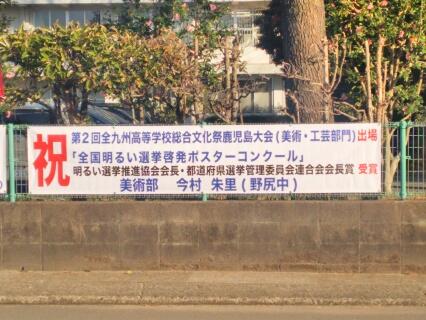 祝
第2回全九州高等学校総合文化祭鹿児島大会(美術・工芸部門)出場
「全国明るい選挙啓発ポスターコンクール」
明るい選挙推進協会会長・都道府県選挙管理委員会連合会会長賞 受賞
美術部 今村 朱里(野尻中)